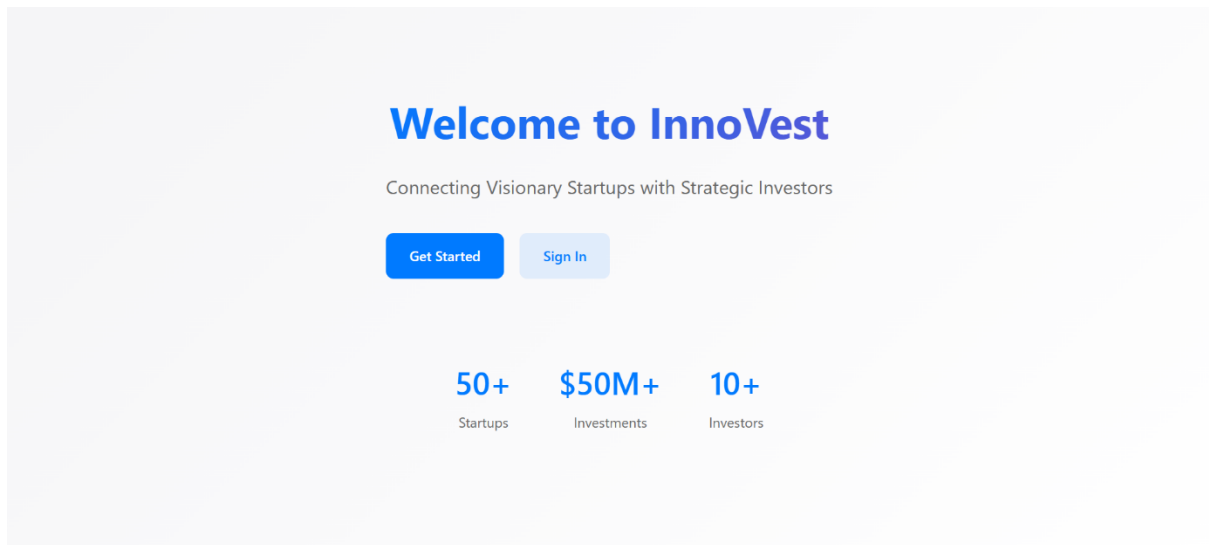 Welcome to InnoVest
Connecting Visionary Startups with Strategic Investors
Get Started
Sign In
50+
$50M+
10+
Startups
Investments
Investors